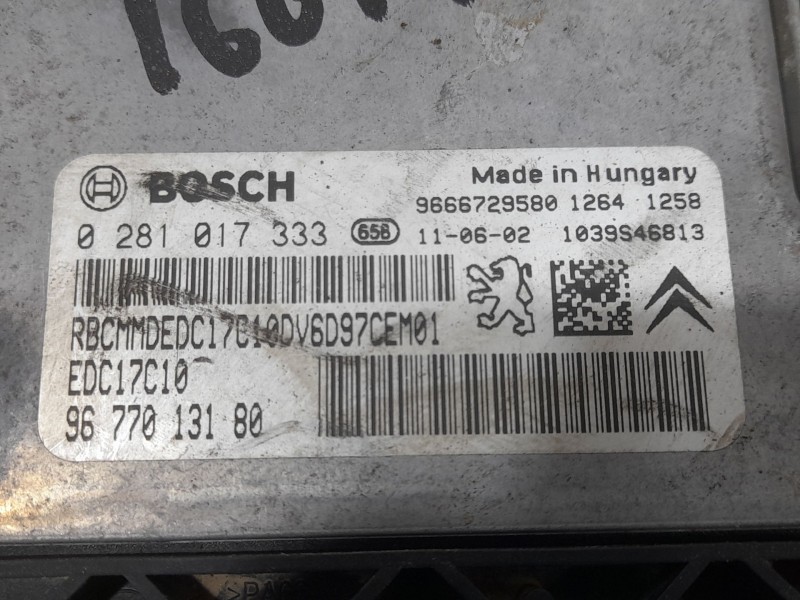 BOSCH
Made in Hungary
9666729580 1264 1258
0 281 017 333 656 11-06-02 1039S46813
RBCMMDEDC17C10DV6D97CEM01
EDC17C10
96 770 131 80